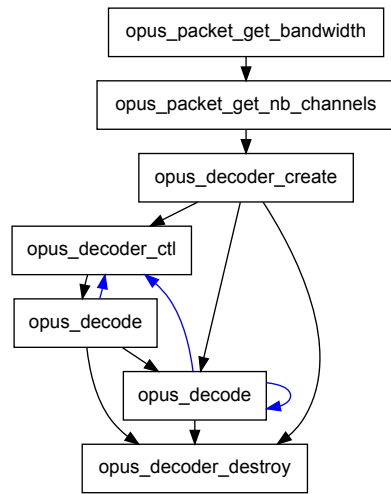 opus_packet_get_bandwidth
opus_packet_get_nb_channels
opus_decoder_create
opus_decoder_ctl
opus_decode
opus_decode
opus_decoder_destroy